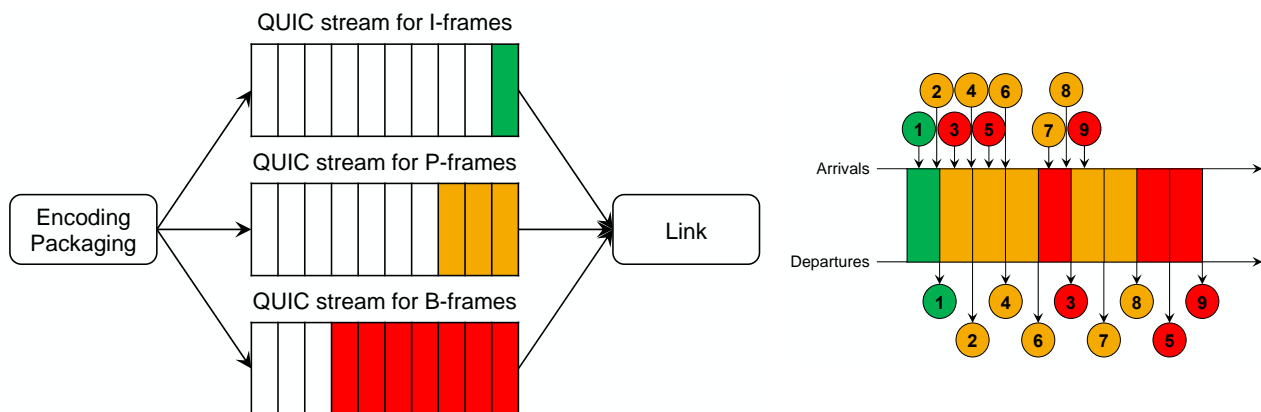 QUIC stream for I-frames
QUIC stream for P-frames
Encoding
Packaging
Link
QUIC stream for B-frames
2
4
6
8
1
3
5
7
9
Arrivals
Departures
1
4
3
8
9
2
6
7
5